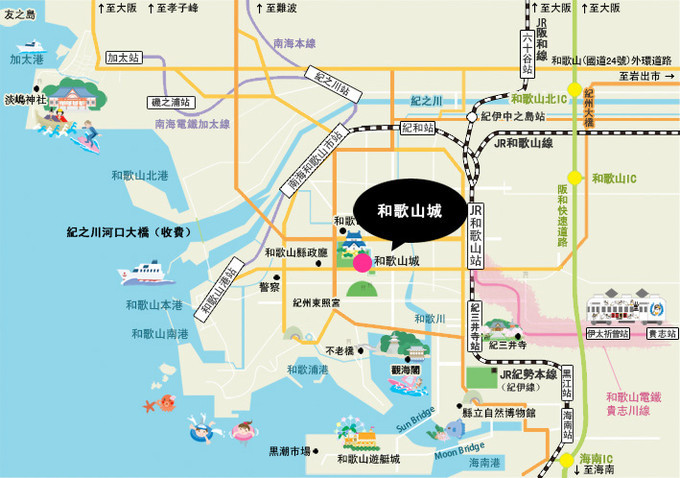 ↑至大阪
↑至孝子峰
↑至難波
↑至大阪
↑至大阪
友之島
加太港
加太站
南海本線
JR阪和線
六十谷站
和歌山(國道24號)外環道路
至岩出市→
淡嶋神社
磯之浦站
紀之川站
紀之川
和歌山北IC
紀州大橋
南海電鐵加太線
紀和站
紀伊中之島站
JR和歌山線
南海和歌山市站
和歌山北港
和歌山IC
阪和快速道路
和歌山城
JR和歌山站
紀之川河口大橋(收費)
和歌山縣政廳
和歌山城
和歌山港站
警察
紀州東照宮
和歌山本港
和歌川
紀三井寺站
和歌山南港
紀三井寺
伊太祈曾站
貴志站
不老橋
觀海閣
和歌浦港
JR紀勢本線
(紀伊線)
黑江站
和歌山電鐵
貴志川線
Sun Bridge
縣立自然博物館
海南站
黑潮市場
和歌山遊艇城
Moon Bridge
海南港
海南IC
↓至海南